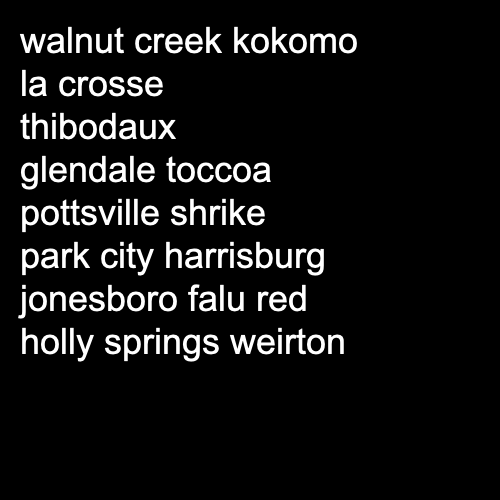 walnut creek kokomo
la crosse
thibodaux
glendale toccoa
pottsville shrike
park city harrisburg
jonesboro falu red
holly springs weirton